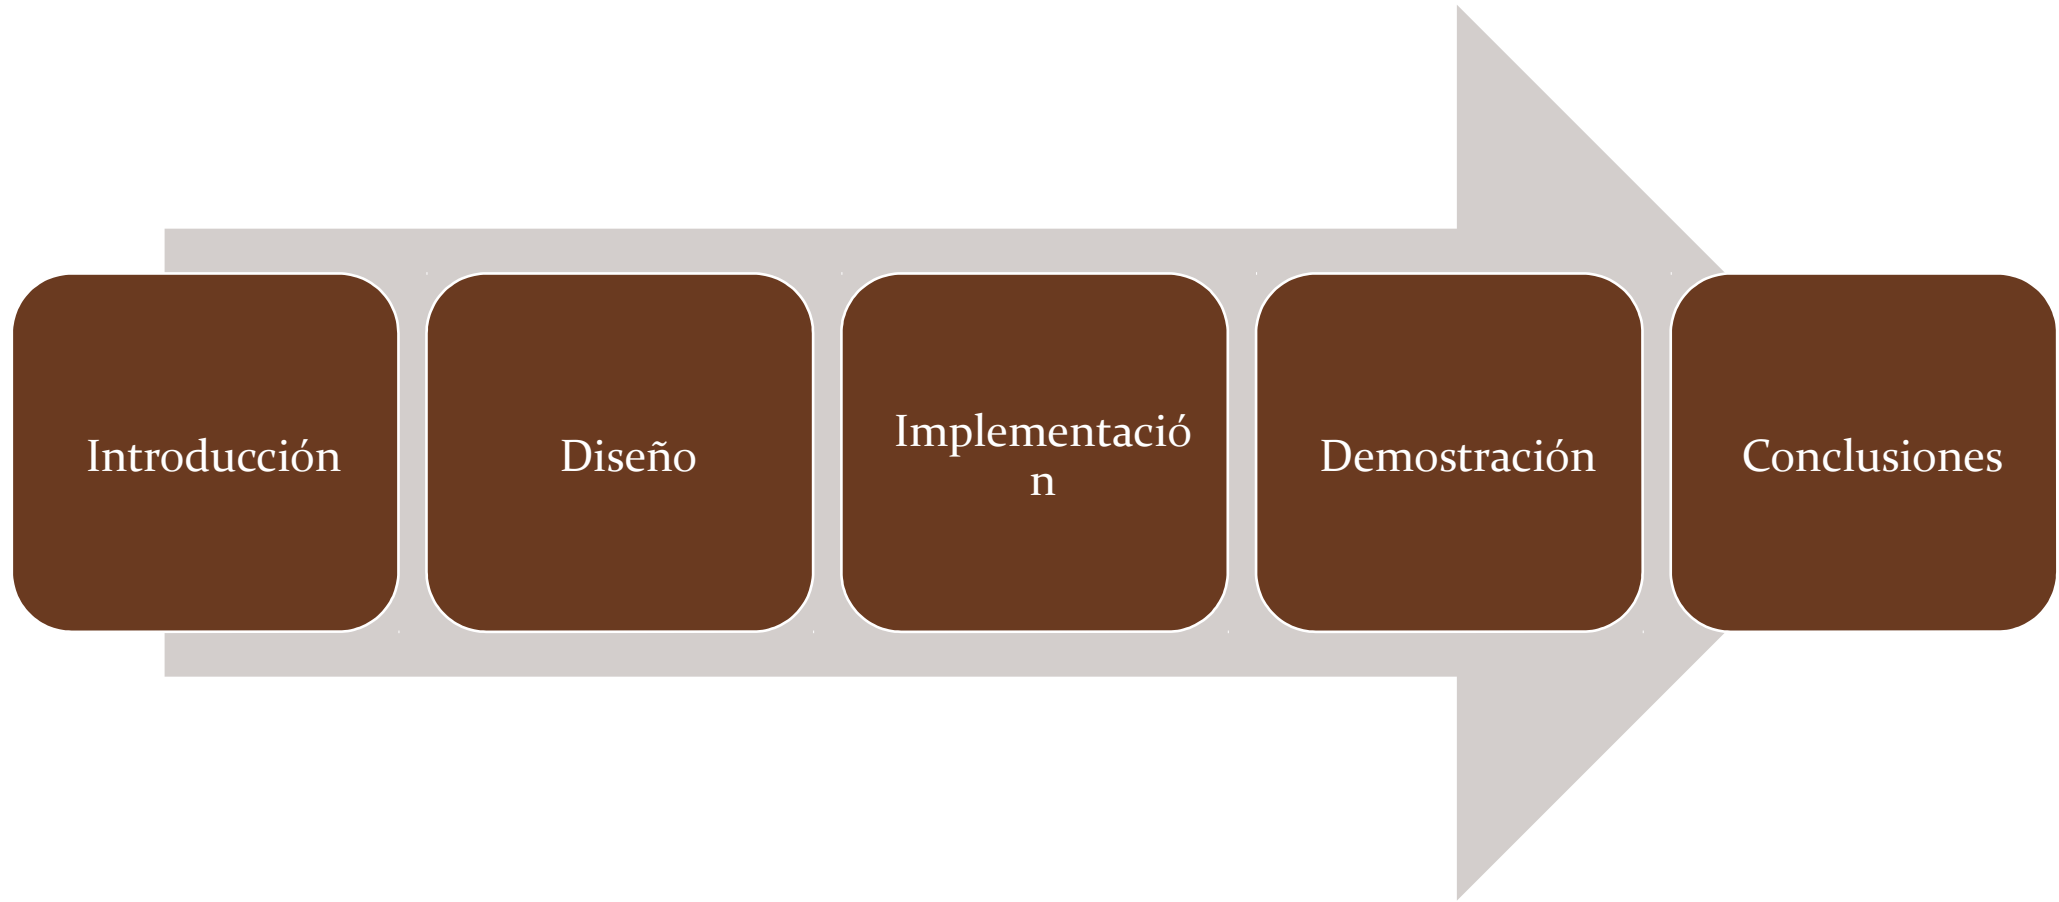 Introducción
Diseño
Implementació
n
Demostración
Conclusiones